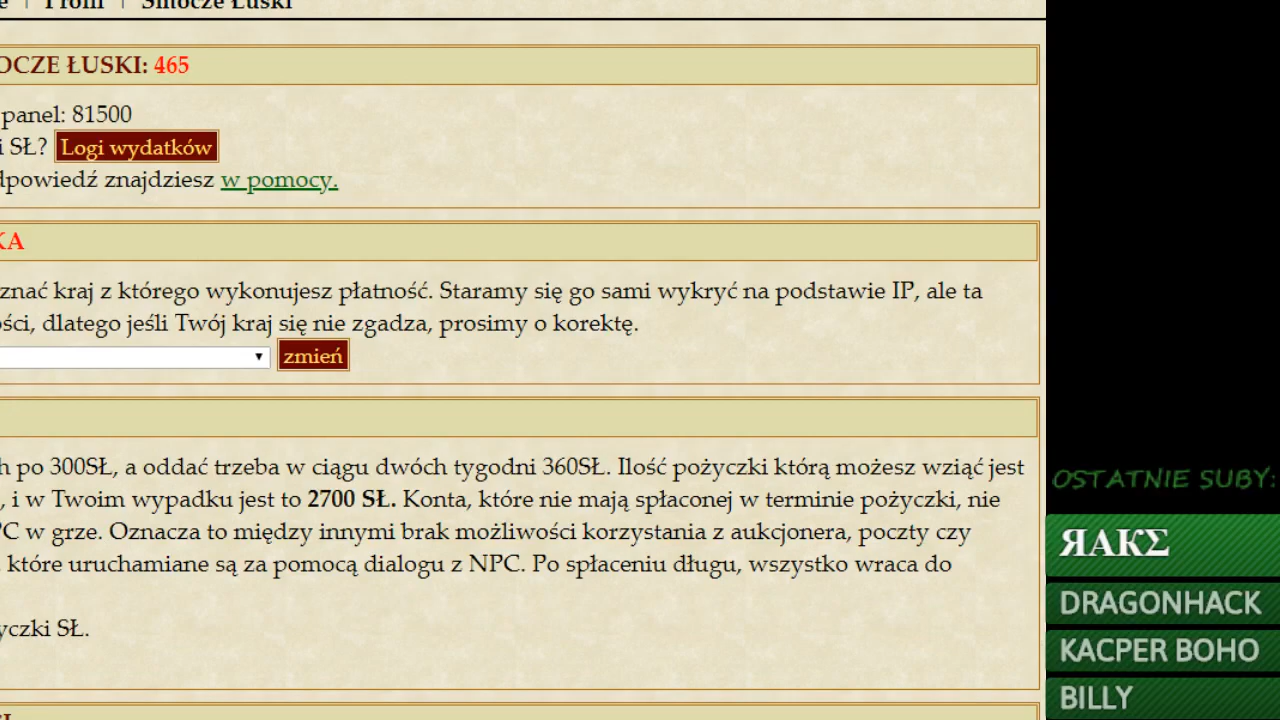 Profil | Smocze Łuski
OCZE ŁUSKI: 465
panel: 81500
i SŁ? Logi wydatków
dpowiedź znajdziesz w pomocy.
KA
znać kraj z którego wykonujesz płatność. Staramy się go sami wykryć na podstawie IP, ale ta
ości, dlatego jeśli Twój kraj się nie zgadza, prosimy o korektę.
zmień
h po 300SŁ, a oddać trzeba w ciągu dwóch tygodni 360SŁ. Ilość pożyczki którą możesz wziąć jest
, i w Twoim wypadku jest to 2700 SŁ. Konta, które nie mają spłaconej w terminie pożyczki, nie
PC w grze. Oznacza to między innymi brak możliwości korzystania z aukcjonera, poczty czy
które uruchamiane są za pomocą dialogu z NPC. Po spłaceniu długu, wszystko wraca do
yczki SŁ.
OSTATNIE SUBY:
ЯAKΣ
DRAGONHACK
KACPER BOHO
BILLY